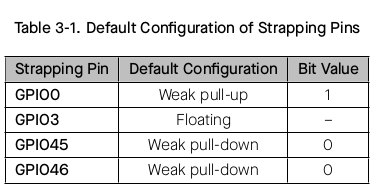 Table 3-1. Default Configuration of Strapping Pins
Strapping Pin Default Configuration Bit Value
GPIO0 Weak pull-up 1
GPIO3 Floating –
GPIO45 Weak pull-down 0
GPIO46 Weak pull-down 0